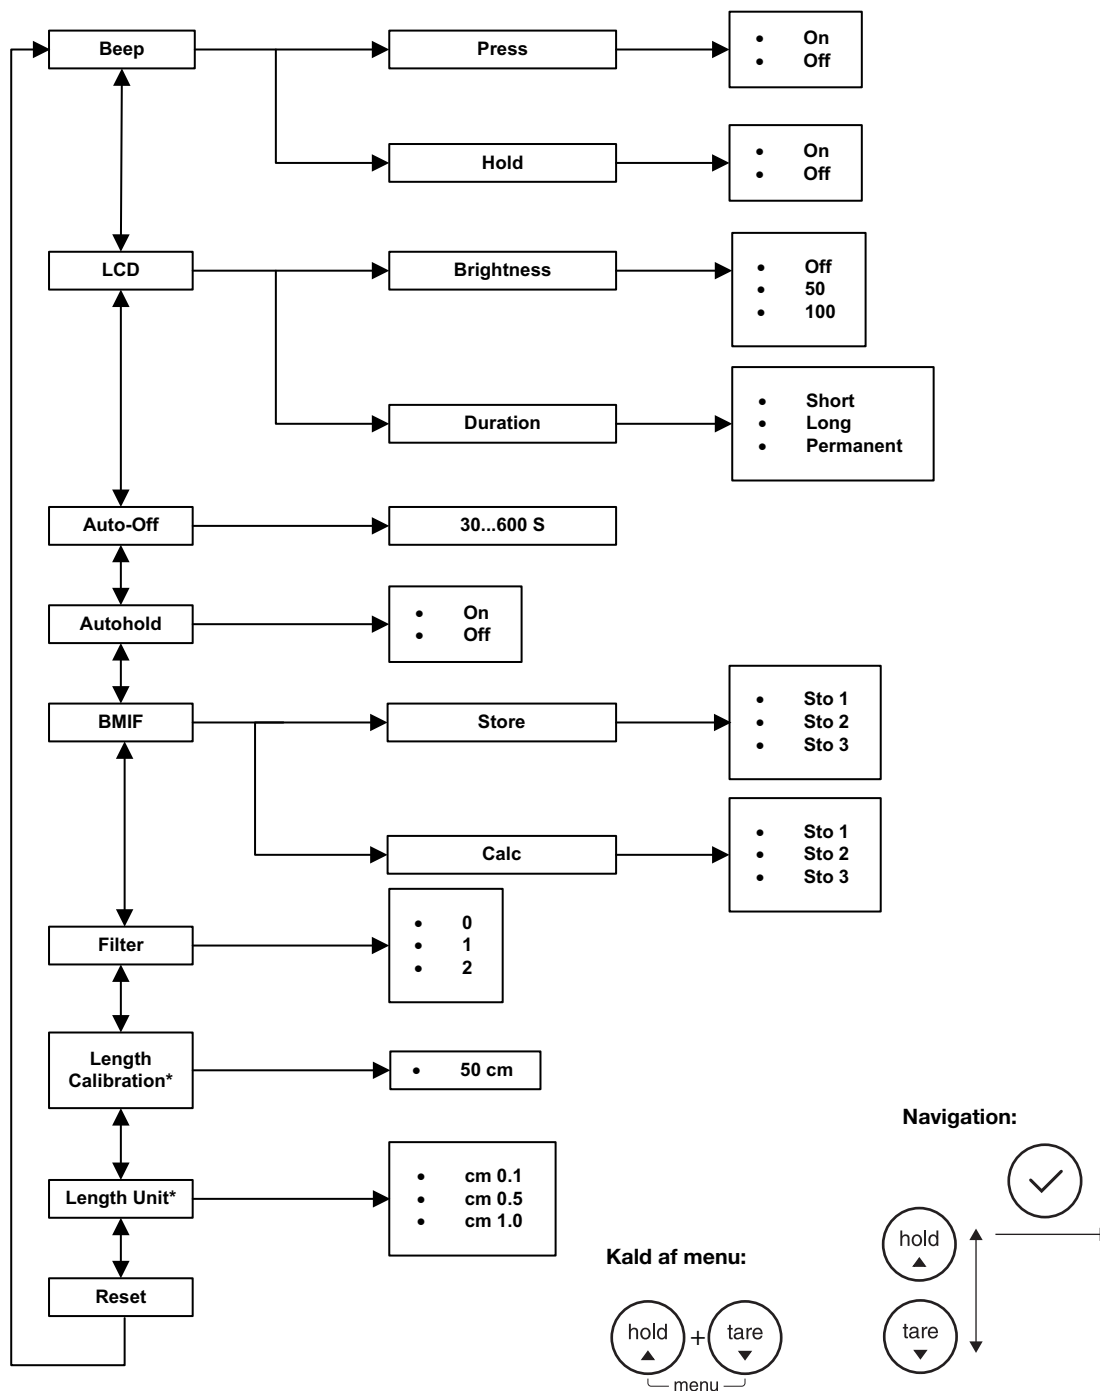 Beep
Press
• On
• Off
Hold
• On
• Off
LCD
Brightness
• Off
• 50
• 100
Duration
• Short
• Long
• Permanent
Auto-Off
30...600 S
Autohold
• On
• Off
BMIF
Store
• Sto 1
• Sto 2
• Sto 3
Calc
• Sto 1
• Sto 2
• Sto 3
Filter
• 0
• 1
• 2
Length
Calibration*
• 50 cm
Length Unit*
• cm 0.1
• cm 0.5
• cm 1.0
Reset
Kald af menu:
hold + tare
menu
Navigation:
hold
tare